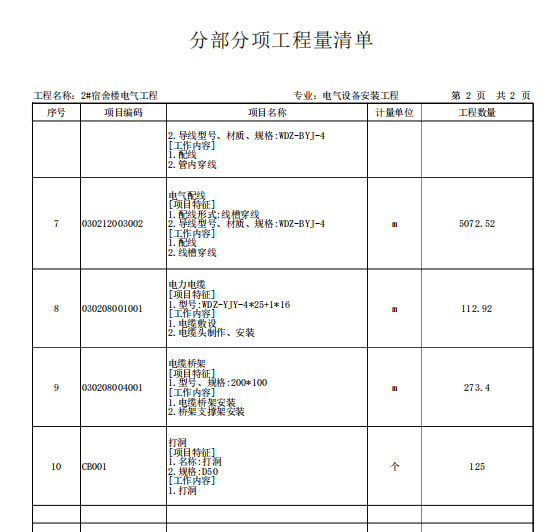 分部分项工程量清单
工程名称: 2#宿舍楼电气工程 专业: 电气设备安装工程 第 2 页 共 2 页
序号 项目编码 项目名称 计量单位 工程数量
2.导线型号、材质、规格:WDZ-BYJ-4
[工作内容]
1.配线
2.管内穿线
电气配线
[项目特征]
1.配线形式:线槽穿线
7 030212003002 2.导线型号、材质、规格:WDZ-BYJ-4 m 5072.52
[工作内容]
1.配线
2.线槽穿线
电力电缆
[项目特征]
8 030208001001 1.型号:WDZ-YJY-4*25+1*16 m 112.92
[工作内容]
1.电缆敷设
2.电缆头制作、安装
电缆桥架
[项目特征]
1.型号、规格:200*100
9 030208004001 [工作内容] m 273.4
1.电缆桥架安装
2.桥架支撑架安装
打洞
[项目特征]
1.名称:打洞
10 CB001 2.规格:D50 个 125
[工作内容]
1.打洞